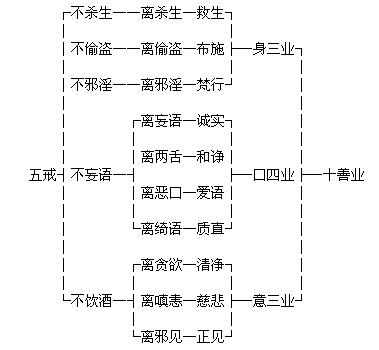 不杀生 离杀生 救生
不偷盗 离偷盗 布施 身三业
不邪淫 离邪淫 梵行
离妄语 诚实
离两舌 和诤
五戒 不妄语 口四业 十善业
离恶口 爱语
离绮语 质直
离贪欲 清净
不饮酒 离嗔恚 慈悲 意三业
离邪见 正见